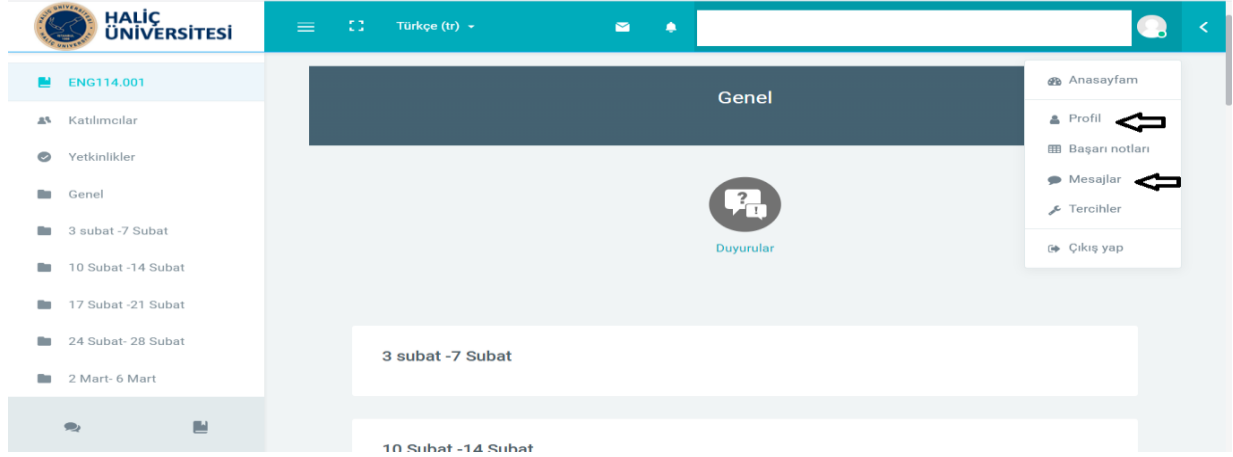 HALİÇ
ÜNİVERSİTESİ
Türkçe (tr)
ENG114.001
Katılımcılar
Yetkinlikler
Genel
3 subat -7 Subat
10 Subat -14 Subat
17 Subat -21 Subat
24 Subat- 28 Subat
2 Mart- 6 Mart
Genel
Duyurular
3 subat -7 Subat
10 Subat -14 Subat
Anasayfam
Profil
Başarı notları
Mesajlar
Tercihler
Çıkış yap